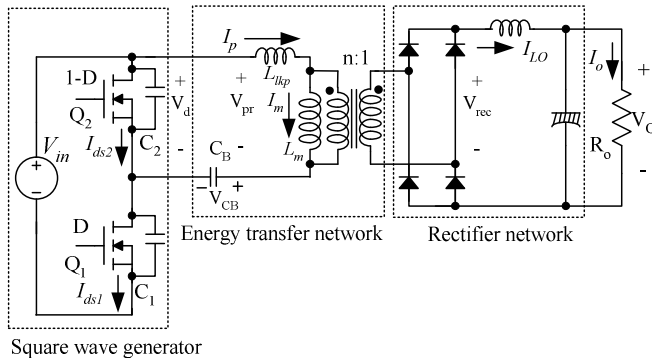 I_p
n:1
I_LO
I_o
+
1-D
Q_2
I_ds2
C_2
+
V_d
-
+
V_pr
-
L_lkp
I_m
L_m
C_B
− +
V_CB
+
V_rec
-
R_o
V_O
-
V_in
+
−
D
Q_1
I_ds1
C_1
Energy transfer network
Rectifier network
Square wave generator